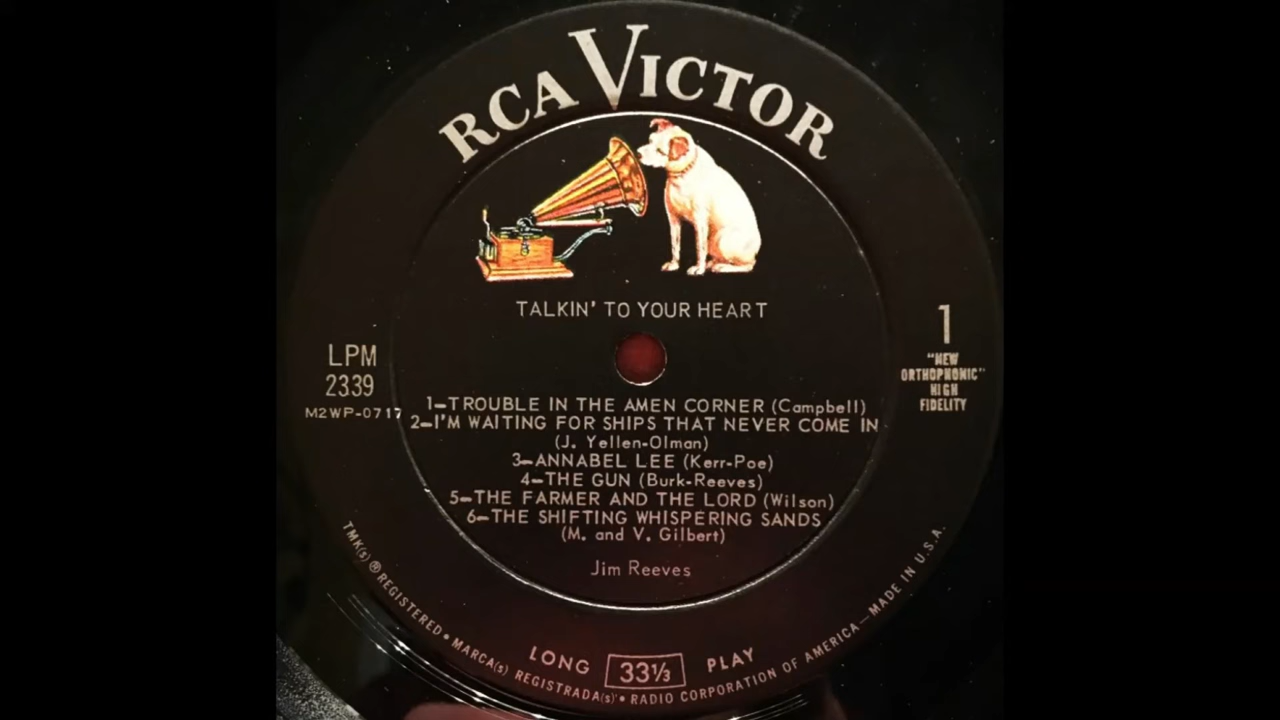 RCA VICTOR
TALKIN' TO YOUR HEART
LPM
2339
M2WP-0717
1
"NEW
ORTHOPHONIC"
HIGH
FIDELITY
1—TROUBLE IN THE AMEN CORNER (Campbell)
2—I'M WAITING FOR SHIPS THAT NEVER COME IN
(J. Yellen-Olman)
3—ANNABEL LEE (Kerr-Poe)
4—THE GUN (Burk-Reeves)
5—THE FARMER AND THE LORD (Wilson)
6—THE SHIFTING WHISPERING SANDS
(M. and V. Gilbert)
Jim Reeves
LONG 33⅓ PLAY
TMK(s) ® REGISTERED • MARCA(s) REGISTRADA(s) • RADIO CORPORATION OF AMERICA—MADE IN U.S.A.